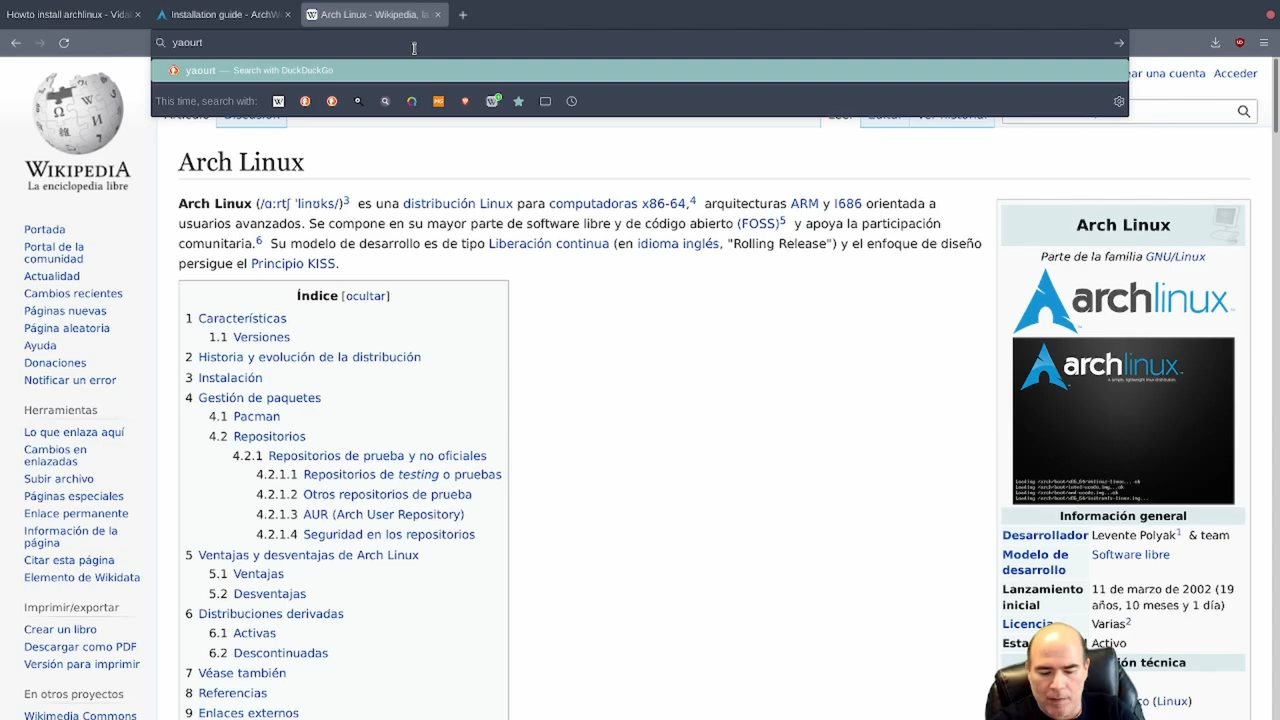 Howto install archlinux - Vida
Installation guide - ArchW
Arch Linux - Wikipedia, la
yaourt
yaourt — Search with DuckDuckGo
This time, search with:
ar una cuenta Acceder
Arch Linux
WIKIPEDIA
La enciclopedia libre
Portada
Portal de la
comunidad
Actualidad
Cambios recientes
Páginas nuevas
Página aleatoria
Ayuda
Donaciones
Notificar un error
Herramientas
Lo que enlaza aquí
Cambios en
enlazadas
Subir archivo
Páginas especiales
Enlace permanente
Información de la
página
Citar esta página
Elemento de Wikidata
Imprimir/exportar
Crear un libro
Descargar como PDF
Versión para imprimir
En otros proyectos
Wikimedia Commons
Arch Linux (/ɑːrtʃ ˈlinʊks/)3 es una distribución Linux para computadoras x86-64,4 arquitecturas ARM y I686 orientada a
usuarios avanzados. Se compone en su mayor parte de software libre y de código abierto (FOSS)5 y apoya la participación
comunitaria.6 Su modelo de desarrollo es de tipo Liberación continua (en idioma inglés, "Rolling Release") y el enfoque de diseño
persigue el Principio KISS.
Índice [ocultar]
1 Características
1.1 Versiones
2 Historia y evolución de la distribución
3 Instalación
4 Gestión de paquetes
4.1 Pacman
4.2 Repositorios
4.2.1 Repositorios de prueba y no oficiales
4.2.1.1 Repositorios de testing o pruebas
4.2.1.2 Otros repositorios de prueba
4.2.1.3 AUR (Arch User Repository)
4.2.1.4 Seguridad en los repositorios
5 Ventajas y desventajas de Arch Linux
5.1 Ventajas
5.2 Desventajas
6 Distribuciones derivadas
6.1 Activas
6.2 Descontinuadas
7 Véase también
8 Referencias
9 Enlaces externos
Arch Linux
Parte de la familia GNU/Linux
archlinux
archlinux
Información general
Desarrollador Levente Polyak1 & team
Modelo de
desarrollo
Software libre
Lanzamiento
inicial
11 de marzo de 2002 (19
años, 10 meses y 1 día)
Licencia Varias2
Activo
ón técnica
(Linux)